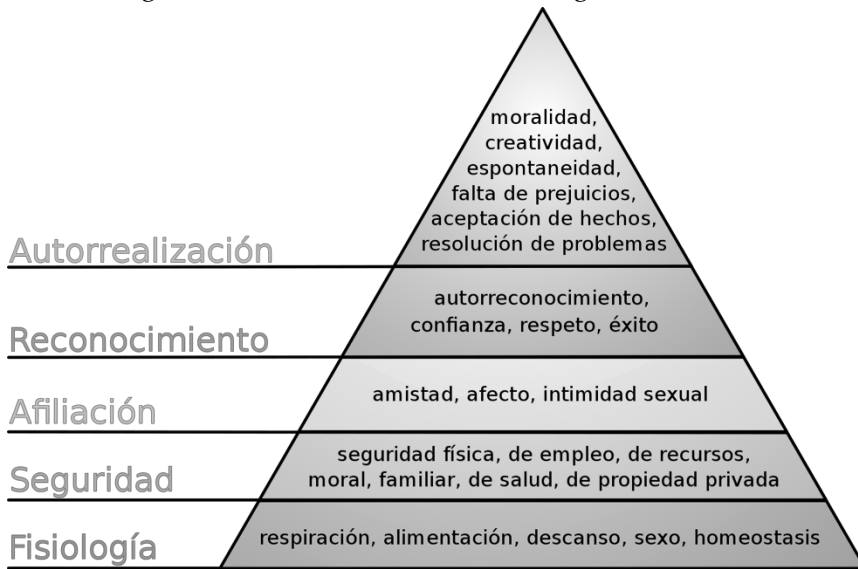 moralidad,
creatividad,
espontaneidad,
falta de prejuicios,
aceptación de hechos,
resolución de problemas
Autorrealización
autorreconocimiento,
confianza, respeto, éxito
Reconocimiento
amistad, afecto, intimidad sexual
Afiliación
seguridad física, de empleo, de recursos,
moral, familiar, de salud, de propiedad privada
Seguridad
respiración, alimentación, descanso, sexo, homeostasis
Fisiología